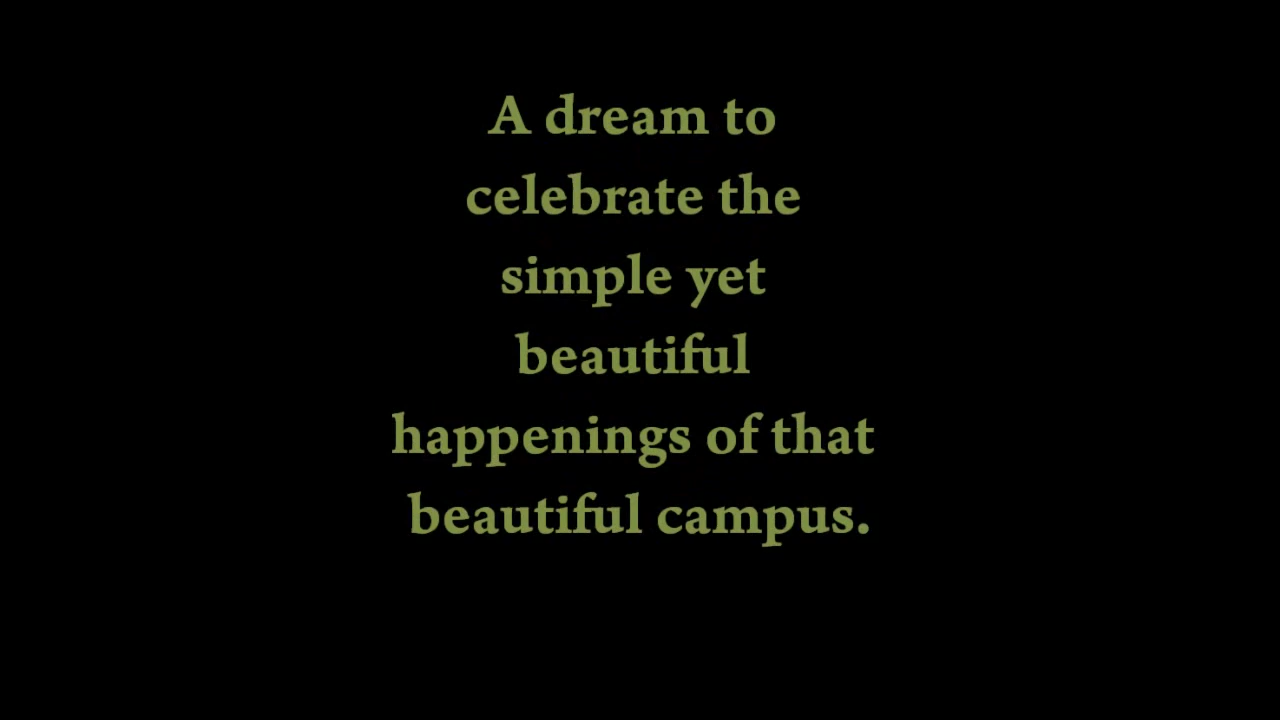 A dream to
celebrate the
simple yet
beautiful
happenings of that
beautiful campus.